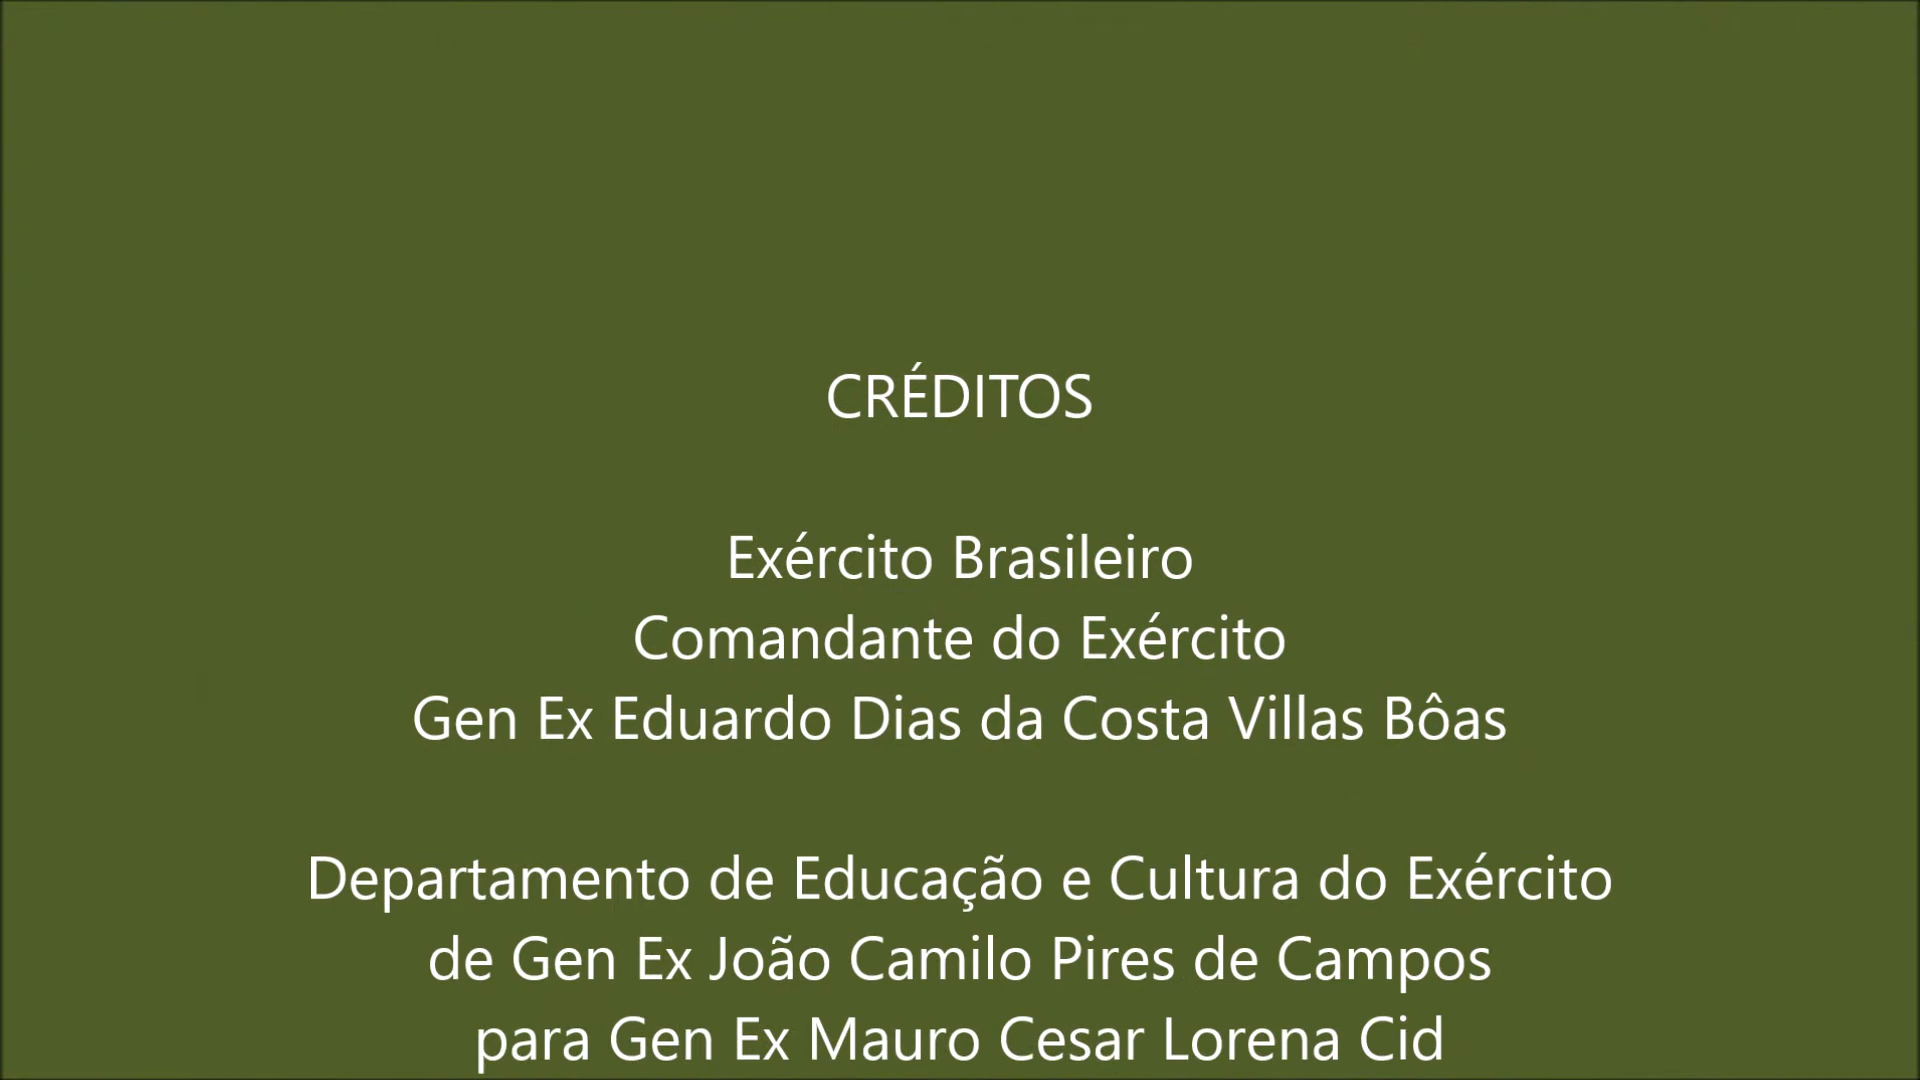 CRÉDITOS
Exército Brasileiro
Comandante do Exército
Gen Ex Eduardo Dias da Costa Villas Bôas
Departamento de Educação e Cultura do Exército
de Gen Ex João Camilo Pires de Campos
para Gen Ex Mauro Cesar Lorena Cid